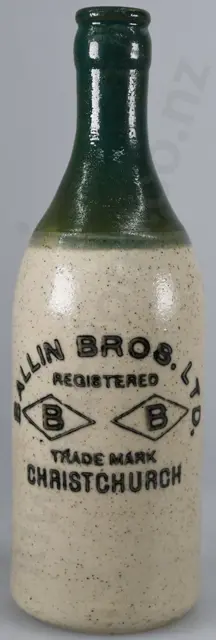 BALLIN BROS. LTD.
REGISTERED
B B
TRADE MARK
CHRISTCHURCH